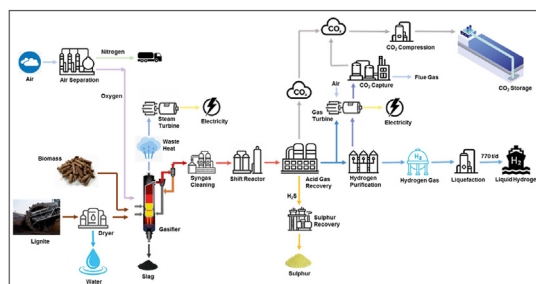 Nitrogen
Air
Air Separation
Oxygen
Steam
Turbine
Electricity
Waste
Heat
Biomass
Lignite
Dryer
Water
Gasifier
Slag
Syngas
Cleaning
Shift Reactor
Acid Gas
Recovery
H₂S
Sulphur
Recovery
Sulphur
CO₂
CO₂
CO₂ Compression
CO₂ Storage
CO₂ Capture
Flue Gas
Air
Gas
Turbine
Electricity
Hydrogen
Purification
H₂
Hydrogen Gas
Liquefaction
770t/d
H₂
Liquid Hydrogen